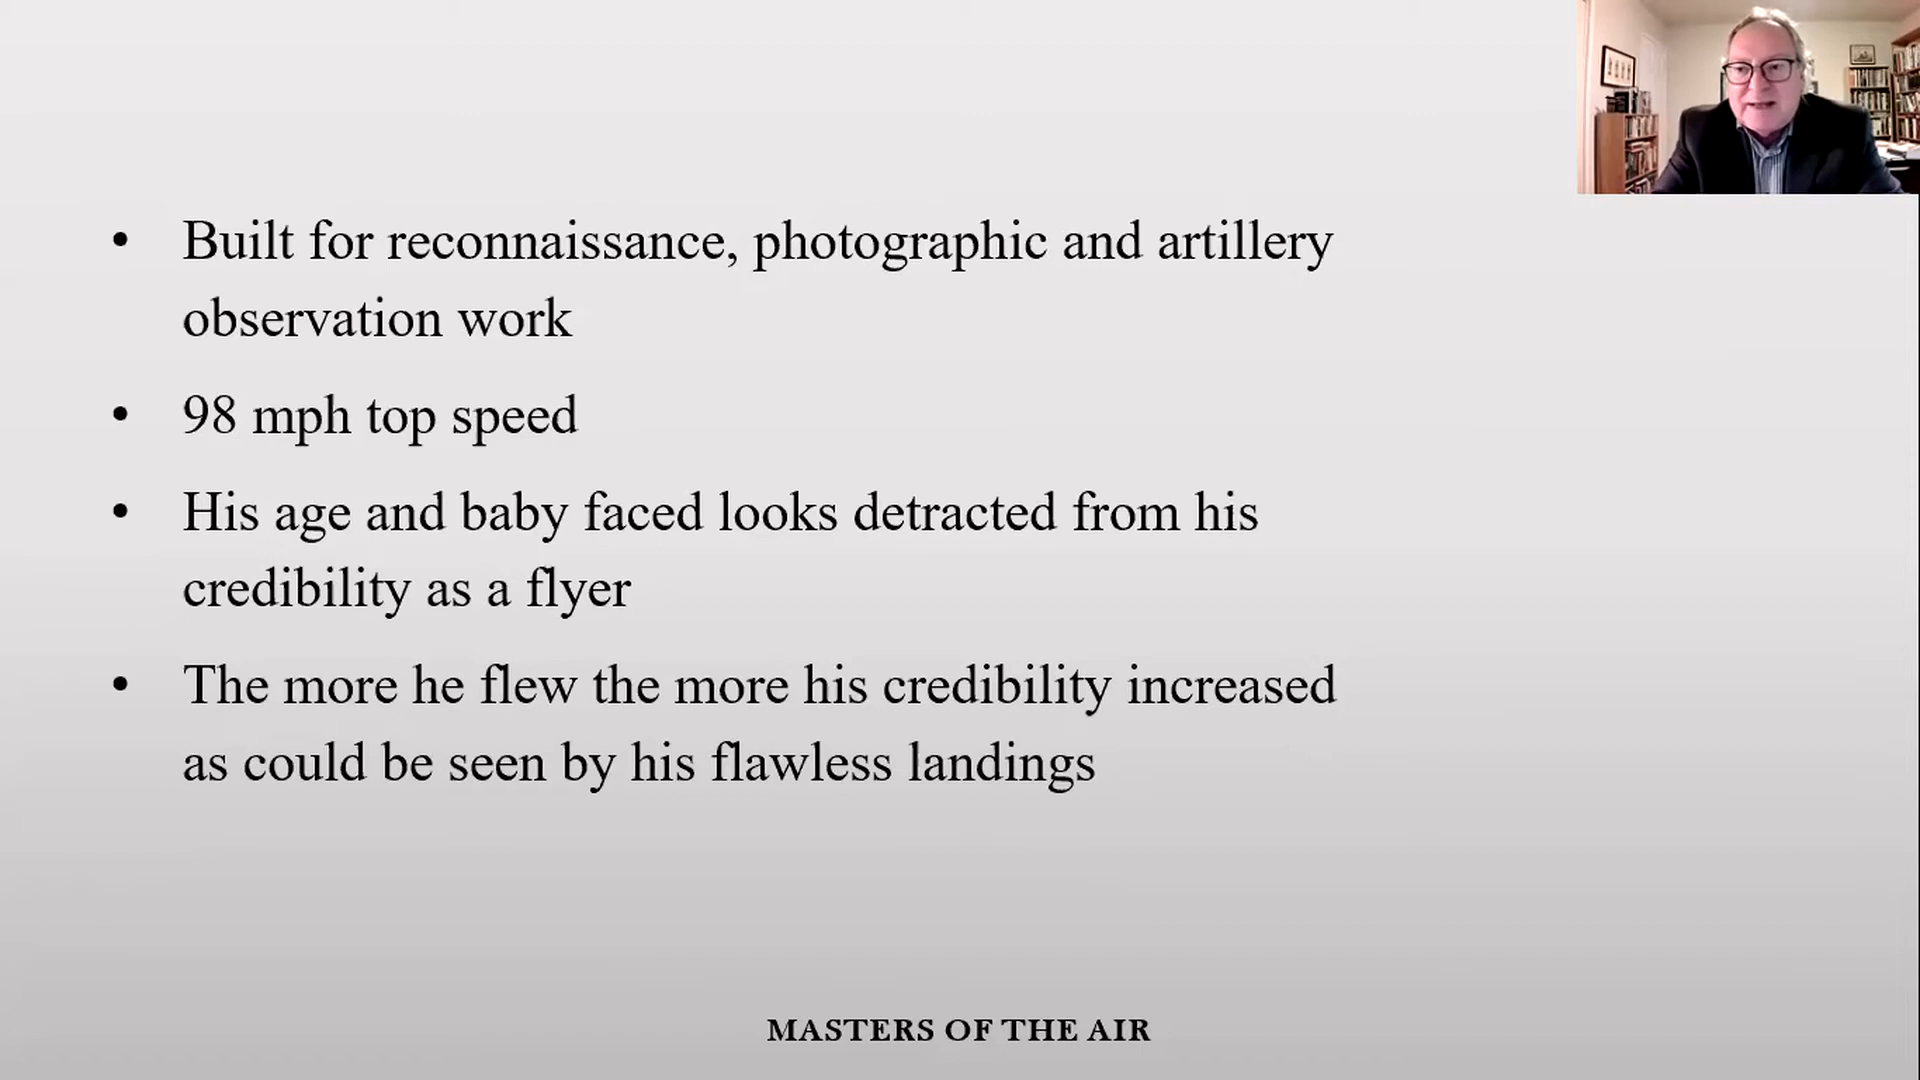 • Built for reconnaissance, photographic and artillery
observation work
• 98 mph top speed
• His age and baby faced looks detracted from his
credibility as a flyer
• The more he flew the more his credibility increased
as could be seen by his flawless landings
MASTERS OF THE AIR